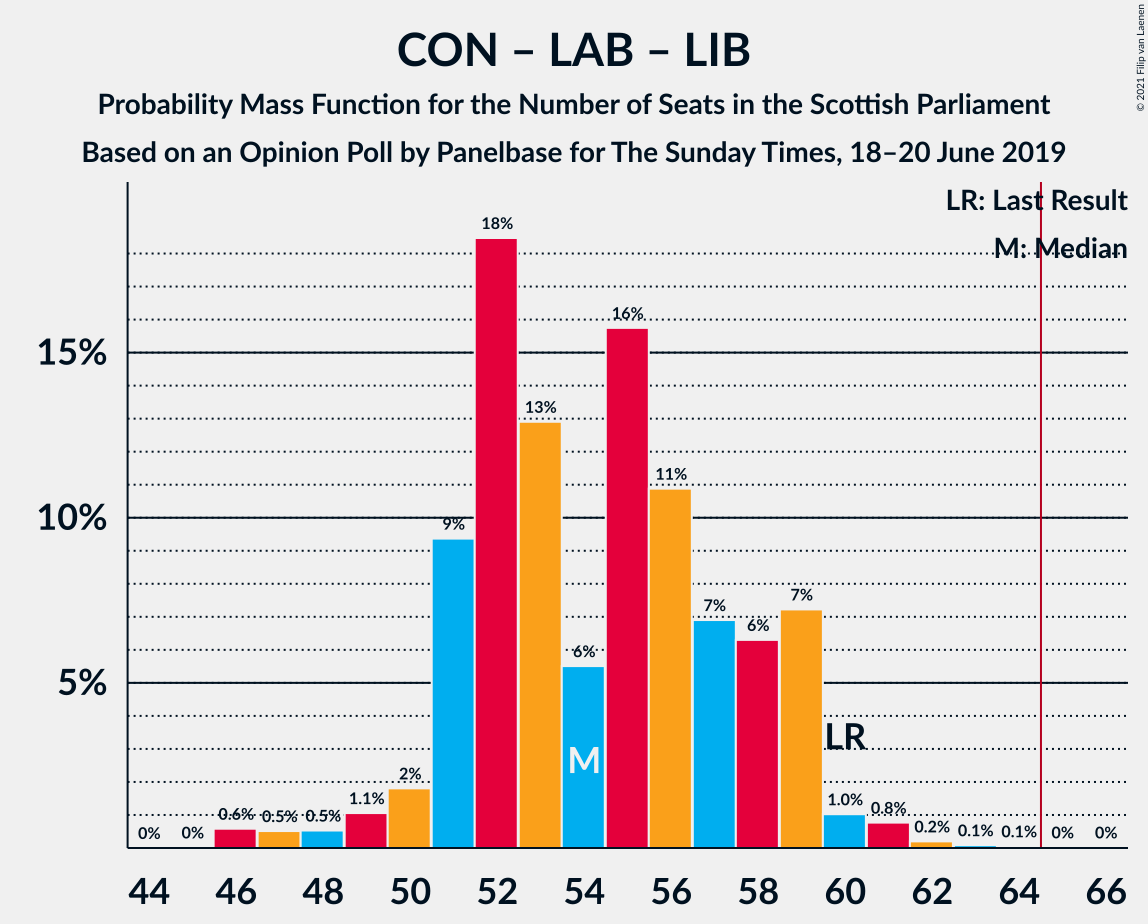 CON – LAB – LIB
Probability Mass Function for the Number of Seats in the Scottish Parliament
Based on an Opinion Poll by Panelbase for The Sunday Times, 18–20 June 2019
© 2021 Filip van Laenen
LR: Last Result
M: Median
15%
10%
5%
0%
0%
0.6%
0.5%
0.5%
1.1%
2%
9%
18%
13%
6%
16%
11%
7%
6%
7%
1.0%
0.8%
0.2%
0.1%
0.1%
0%
0%
M
LR
44 46 48 50 52 54 56 58 60 62 64 66